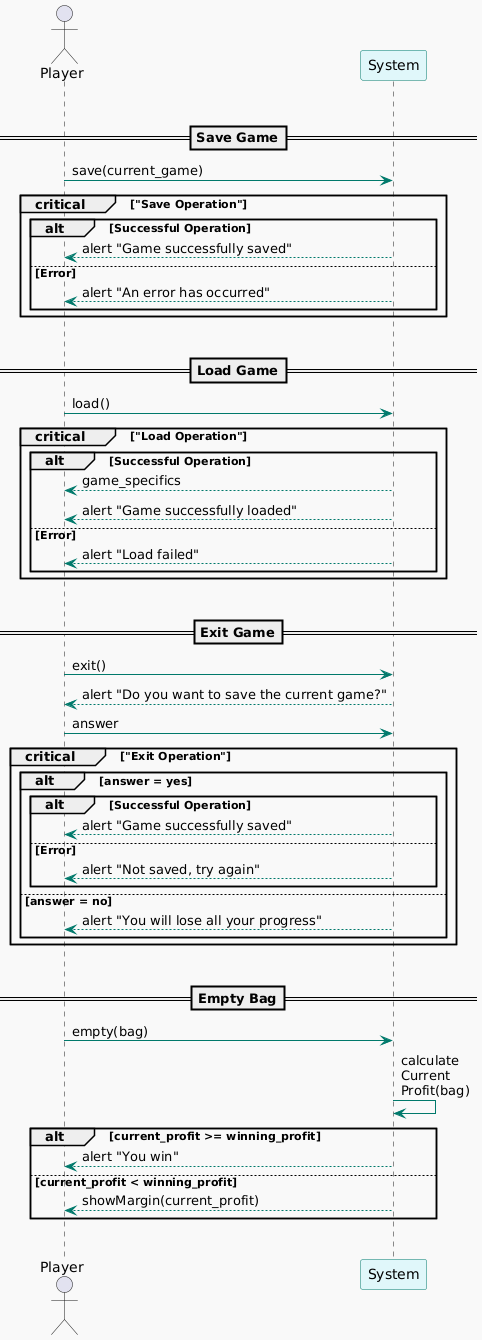 Player
System
Save Game
save(current_game)
critical ["Save Operation"]
alt [Successful Operation]
alert "Game successfully saved"
[Error]
alert "An error has occurred"
Load Game
load()
critical ["Load Operation"]
alt [Successful Operation]
game_specifics
alert "Game successfully loaded"
[Error]
alert "Load failed"
Exit Game
exit()
alert "Do you want to save the current game?"
answer
critical ["Exit Operation"]
alt [answer = yes]
alt [Successful Operation]
alert "Game successfully saved"
[Error]
alert "Not saved, try again"
[answer = no]
alert "You will lose all your progress"
Empty Bag
empty(bag)
calculate
Current
Profit(bag)
alt [current_profit >= winning_profit]
alert "You win"
[current_profit < winning_profit]
showMargin(current_profit)
Player
System